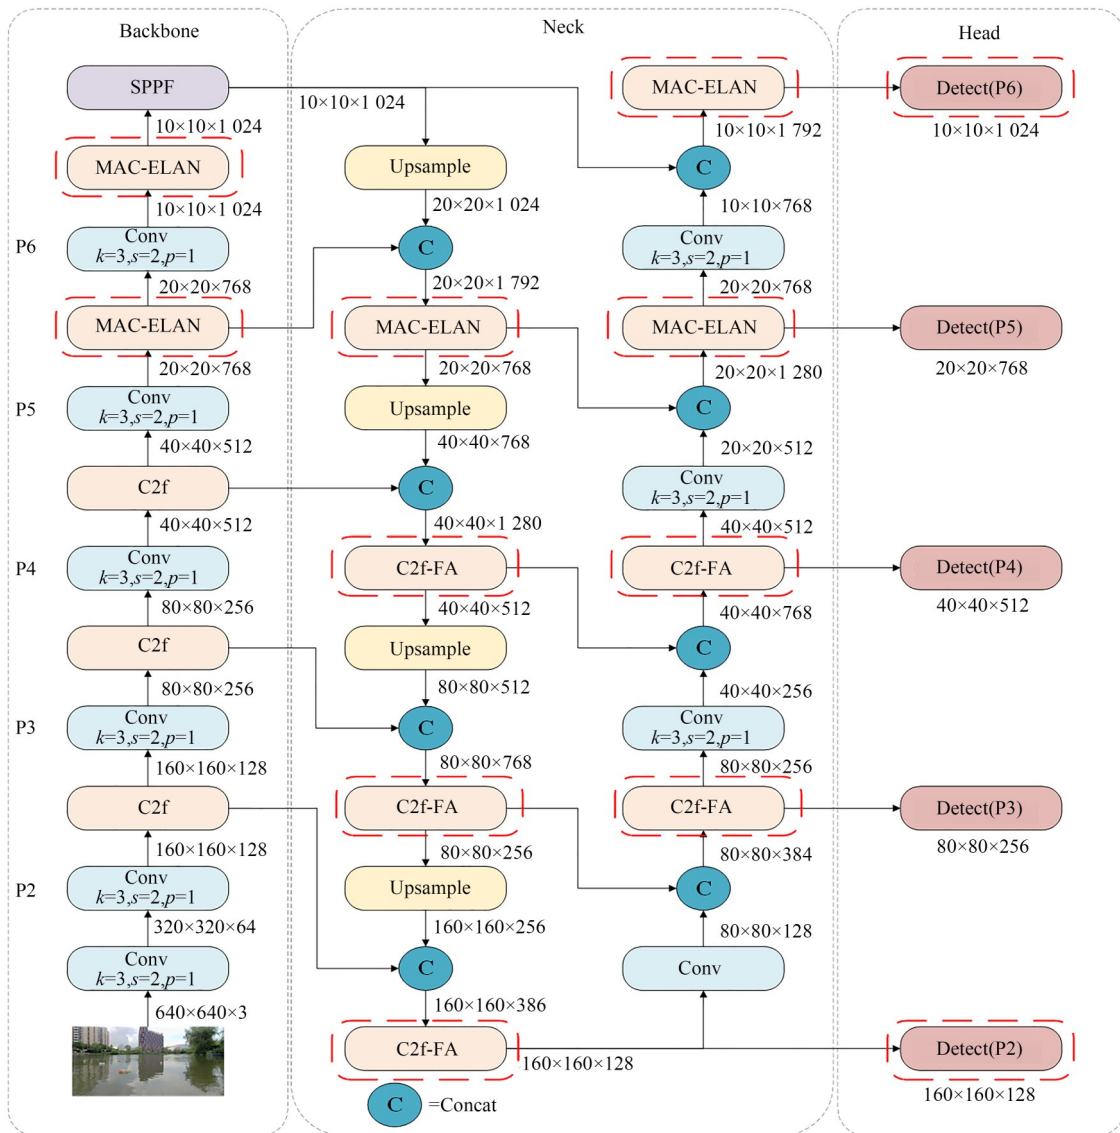 Backbone
SPPF
10×10×1 024
MAC-ELAN
10×10×1 024
P6
Conv
k=3,s=2,p=1
20×20×768
MAC-ELAN
20×20×768
P5
Conv
k=3,s=2,p=1
40×40×512
C2f
40×40×512
P4
Conv
k=3,s=2,p=1
80×80×256
C2f
80×80×256
P3
Conv
k=3,s=2,p=1
160×160×128
C2f
160×160×128
P2
Conv
k=3,s=2,p=1
320×320×64
Conv
k=3,s=2,p=1
640×640×3
Neck
10×10×1 024
Upsample
20×20×1 024
C
20×20×1 792
MAC-ELAN
20×20×768
Upsample
40×40×768
C
40×40×1 280
C2f-FA
40×40×512
Upsample
80×80×512
C
80×80×768
C2f-FA
80×80×256
Upsample
160×160×256
C
160×160×386
C2f-FA
160×160×128
C
=Concat
MAC-ELAN
10×10×1 792
C
10×10×768
Conv
k=3,s=2,p=1
20×20×768
MAC-ELAN
20×20×1 280
C
20×20×512
Conv
k=3,s=2,p=1
40×40×512
C2f-FA
40×40×768
C
40×40×256
Conv
k=3,s=2,p=1
80×80×256
C2f-FA
80×80×384
C
80×80×128
Conv
Head
Detect(P6)
10×10×1 024
Detect(P5)
20×20×768
Detect(P4)
40×40×512
Detect(P3)
80×80×256
Detect(P2)
160×160×128